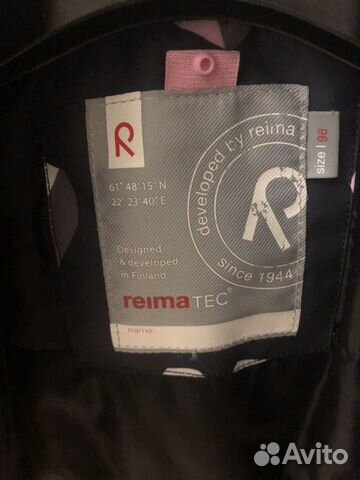 R
61° 48' 15" N
22° 23' 40" E
Designed
& developed
in Finland
reimaTEC®
name:
developed by reima
R
since 1944
size | 98
Avito